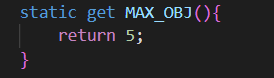 static get MAX_OBJ(){
    return 5;
}